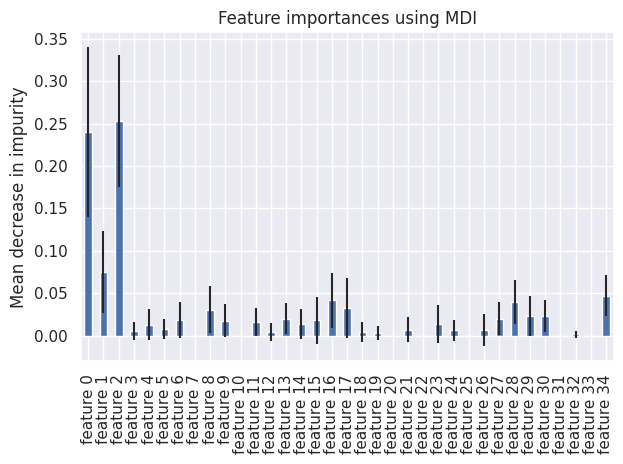 Feature importances using MDI
Mean decrease in impurity
0.35
0.30
0.25
0.20
0.15
0.10
0.05
0.00
feature 0
feature 1
feature 2
feature 3
feature 4
feature 5
feature 6
feature 7
feature 8
feature 9
feature 10
feature 11
feature 12
feature 13
feature 14
feature 15
feature 16
feature 17
feature 18
feature 19
feature 20
feature 21
feature 22
feature 23
feature 24
feature 25
feature 26
feature 27
feature 28
feature 29
feature 30
feature 31
feature 32
feature 33
feature 34